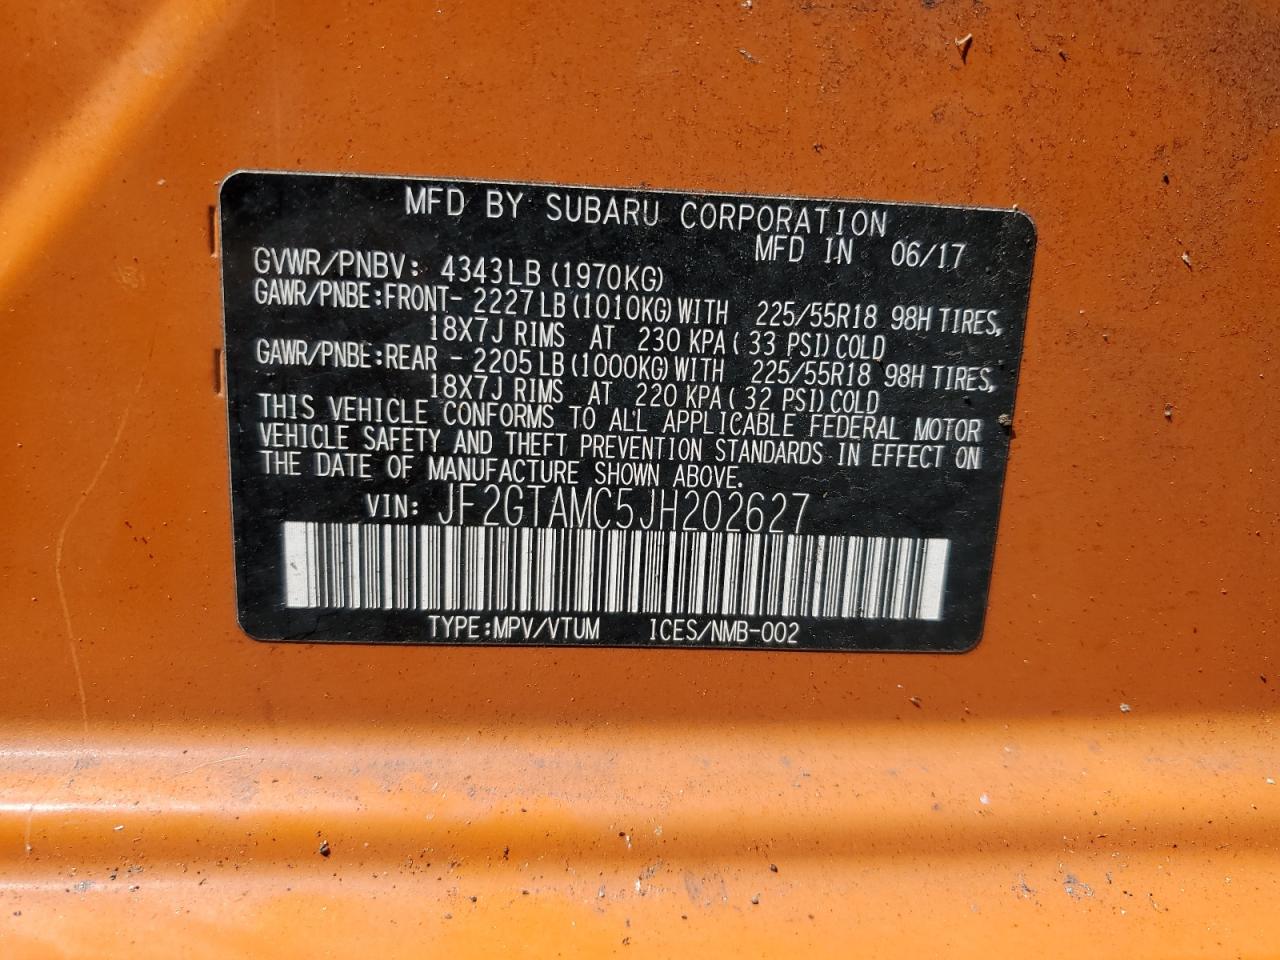 MFD BY SUBARU CORPORATION
MFD IN 06/17
GVWR/PNBV: 4343LB (1970KG)
GAWR/PNBE:FRONT- 2227LB (1010KG) WITH 225/55R18 98H TIRES,
18X7J RIMS AT 230 KPA( 33 PSI) COLD
GAWR/PNBE:REAR - 2205LB (1000KG) WITH 225/55R18 98H TIRES,
18X7J RIMS AT 220 KPA( 32 PSI) COLD
THIS VEHICLE CONFORMS TO ALL APPLICABLE FEDERAL MOTOR
VEHICLE SAFETY AND THEFT PREVENTION STANDARDS IN EFFECT ON
THE DATE OF MANUFACTURE SHOWN ABOVE.
VIN: JF2GTAMC5JH202627
TYPE:MPV/VTUM ICES/NMB-002